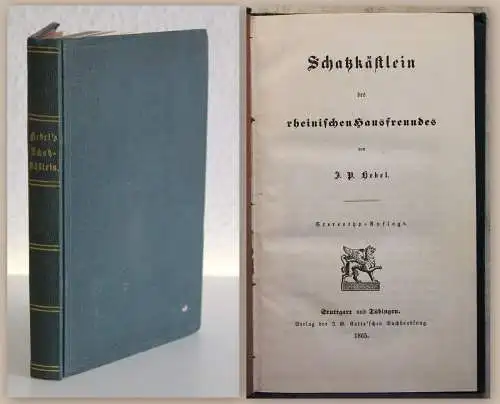 Hebel's
Schatz-
kästlein.
Schatzkästlein
des
rheinischen Hausfreundes
von
J. P. Hebel.
Stereotyp-Auflage.
Stuttgart und Tübingen.
Verlag der J. G. Cotta'schen Buchhandlung.
1865.